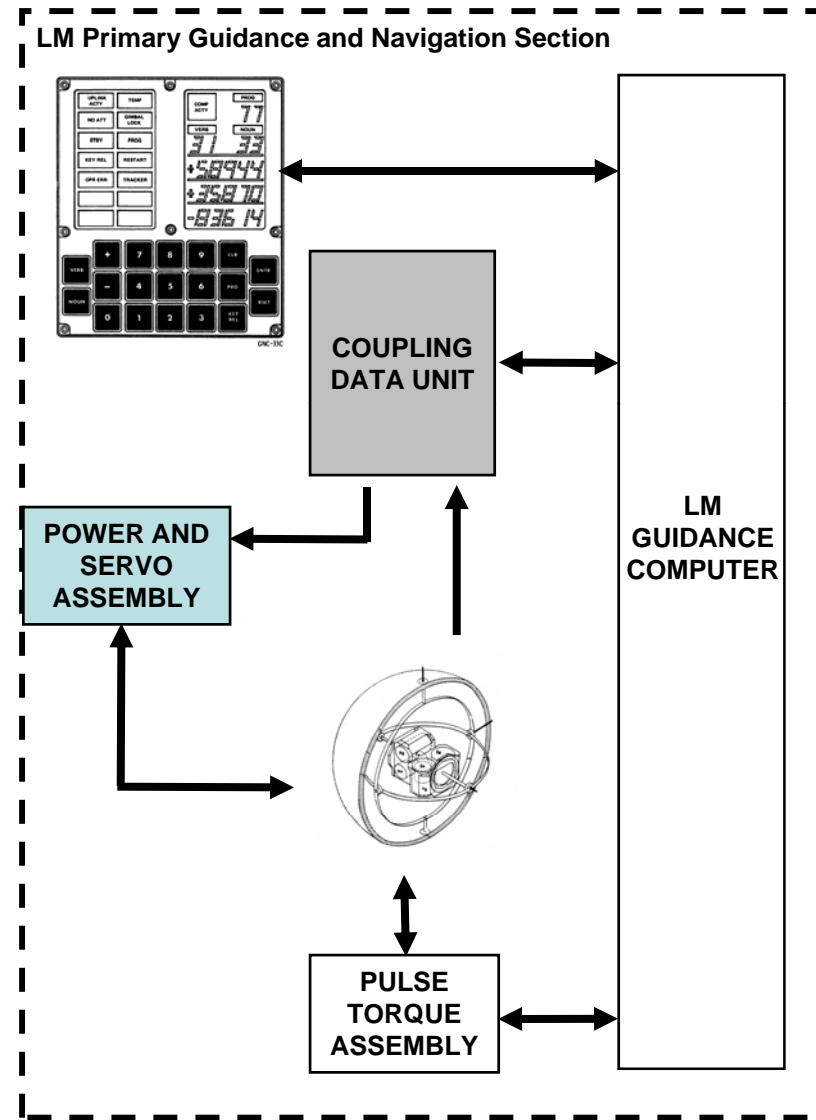 LM Primary Guidance and Navigation Section
UPLINK ACTY
TEMP
NO ATT
GIMBAL LOCK
STBY
PROG
KEY REL
RESTART
OPR ERR
TRACKER
COMP ACTY
PROG
77
VERB
NOUN
31
33
+58944
+35870
-83614
VERB
NOUN
+
7
8
9
CLR
-
4
5
6
PRO
0
1
2
3
KEY REL
ENTR
RSET
GNC-33C
COUPLING
DATA UNIT
POWER AND
SERVO
ASSEMBLY
LM
GUIDANCE
COMPUTER
PULSE
TORQUE
ASSEMBLY